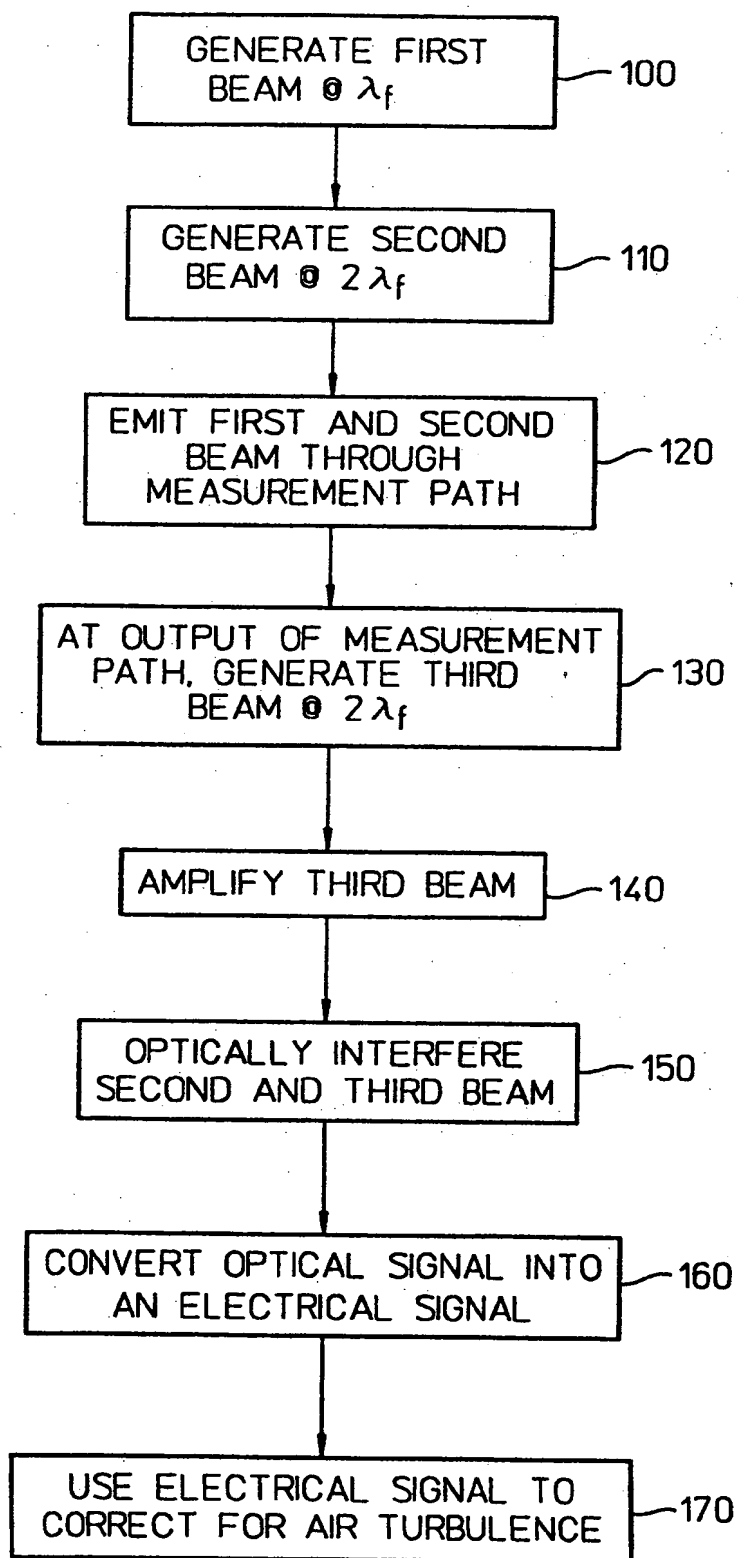 GENERATE FIRST
BEAM @ λf
100
GENERATE SECOND
BEAM @ 2λf
110
EMIT FIRST AND SECOND
BEAM THROUGH
MEASUREMENT PATH
120
AT OUTPUT OF MEASUREMENT
PATH, GENERATE THIRD
BEAM @ 2λf
130
AMPLIFY THIRD BEAM
140
OPTICALLY INTERFERE
SECOND AND THIRD BEAM
150
CONVERT OPTICAL SIGNAL INTO
AN ELECTRICAL SIGNAL
160
USE ELECTRICAL SIGNAL TO
CORRECT FOR AIR TURBULENCE
170